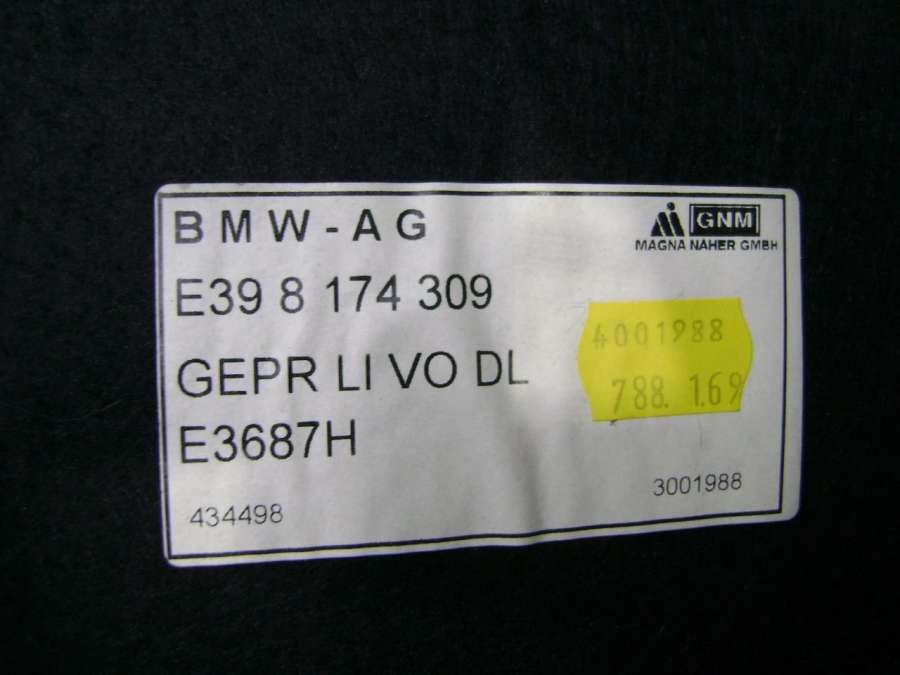 BMW-AG
GNM
MAGNA NAHER GMBH
E39 8 174 309
4001988
788. 1.69
GEPR LI VO DL
E3687H
434498
3001988